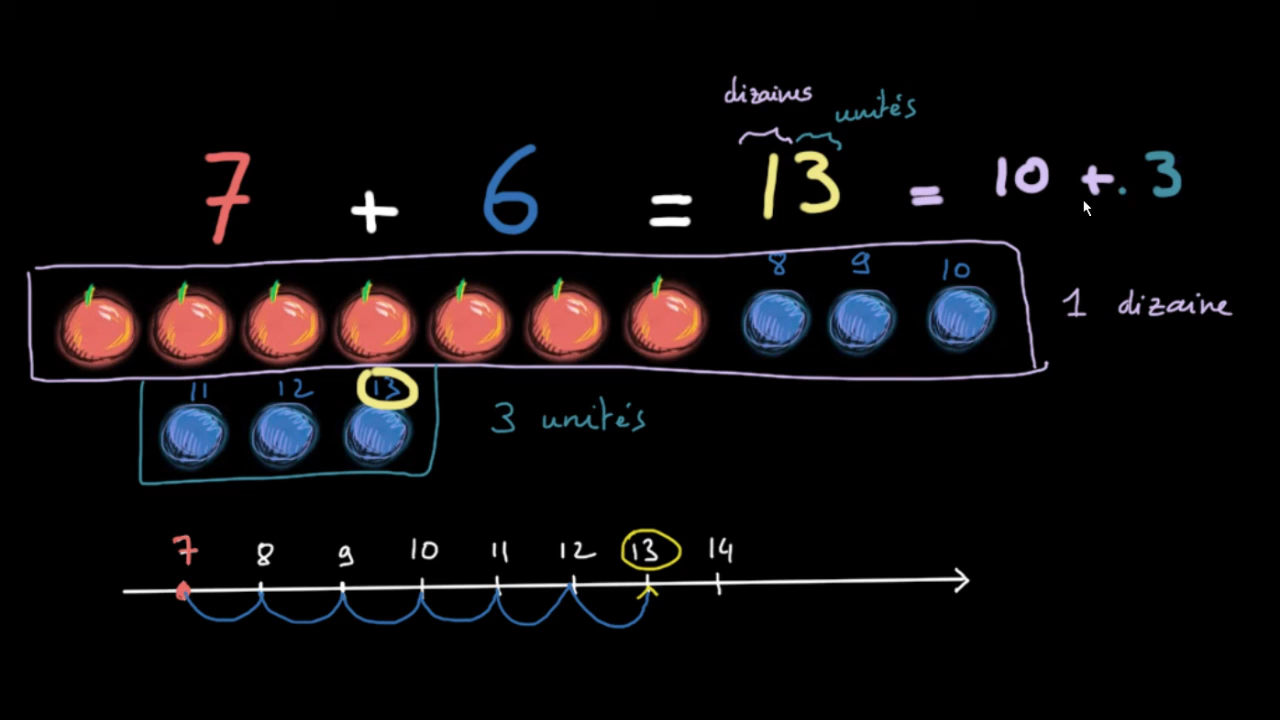 dizaines unités
7 + 6 = 13 = 10 + 3
8 9 10
1 dizaine
11 12 13
3 unités
7 8 9 10 11 12 13 14